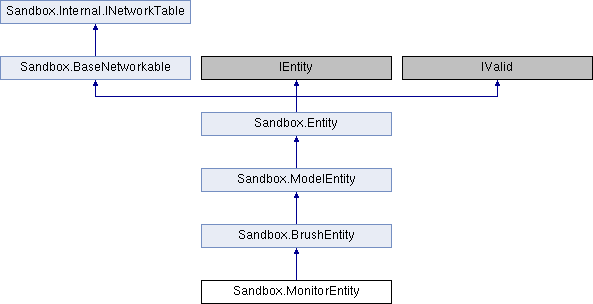 Sandbox.Internal.INetworkTable
Sandbox.BaseNetworkable
IEntity
IValid
Sandbox.Entity
Sandbox.ModelEntity
Sandbox.BrushEntity
Sandbox.MonitorEntity